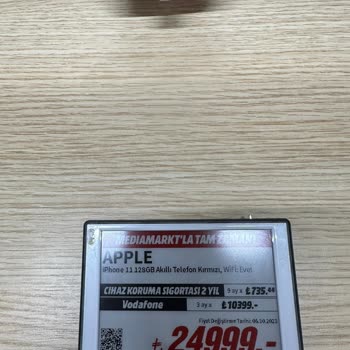 MEDIAMARKT'LA TAM ZAMANI
APPLE
iPhone 11 128GB Akıllı Telefon Kırmızı, WiFi: Evet
CİHAZ KORUMA SİGORTASI 2 YIL 9 ay x ₺735,48
Vodafone 3 ay x ₺10399,-
Fiyat Değiştirme Tarihi: 06.10.2023
₺ 24999,-